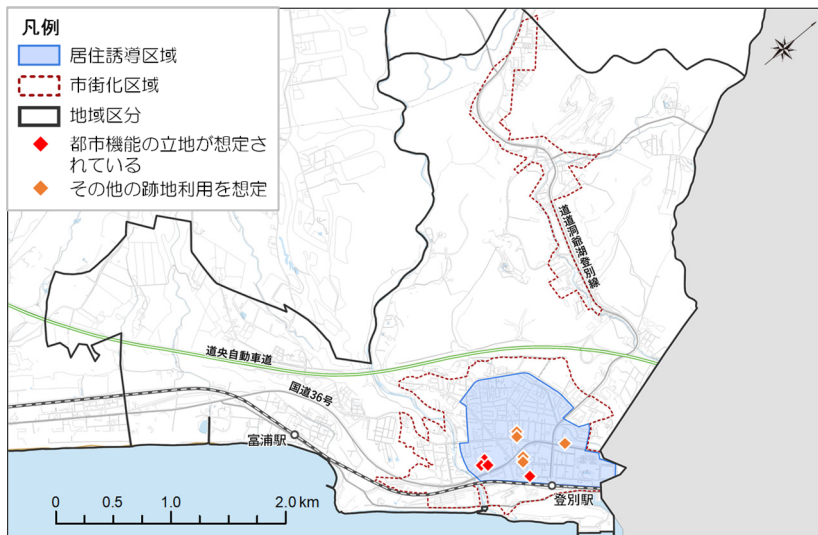 凡例
居住誘導区域
市街化区域
地域区分
都市機能の立地が想定さ
れている
その他の跡地利用を想定
道道洞爺湖登別線
道央自動車道
国道36号
富浦駅
登別駅
0 0.5 1.0 2.0 km